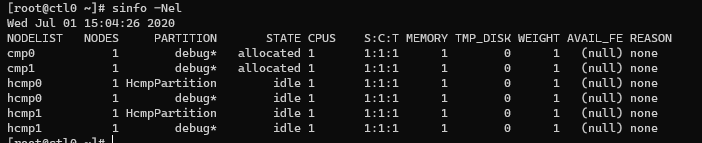 [root@ctl0 ~]# sinfo -Nel
Wed Jul 01 15:04:26 2020
NODELIST   NODES     PARTITION       STATE CPUS    S:C:T MEMORY TMP_DISK WEIGHT AVAIL_FE REASON
cmp0           1        debug*   allocated 1       1:1:1      1        0      1   (null) none
cmp1           1        debug*   allocated 1       1:1:1      1        0      1   (null) none
hcmp0          1 HcmpPartition        idle 1       1:1:1      1        0      1   (null) none
hcmp0          1        debug*        idle 1       1:1:1      1        0      1   (null) none
hcmp1          1 HcmpPartition        idle 1       1:1:1      1        0      1   (null) none
hcmp1          1        debug*        idle 1       1:1:1      1        0      1   (null) none
[root@ctl0 ~]#